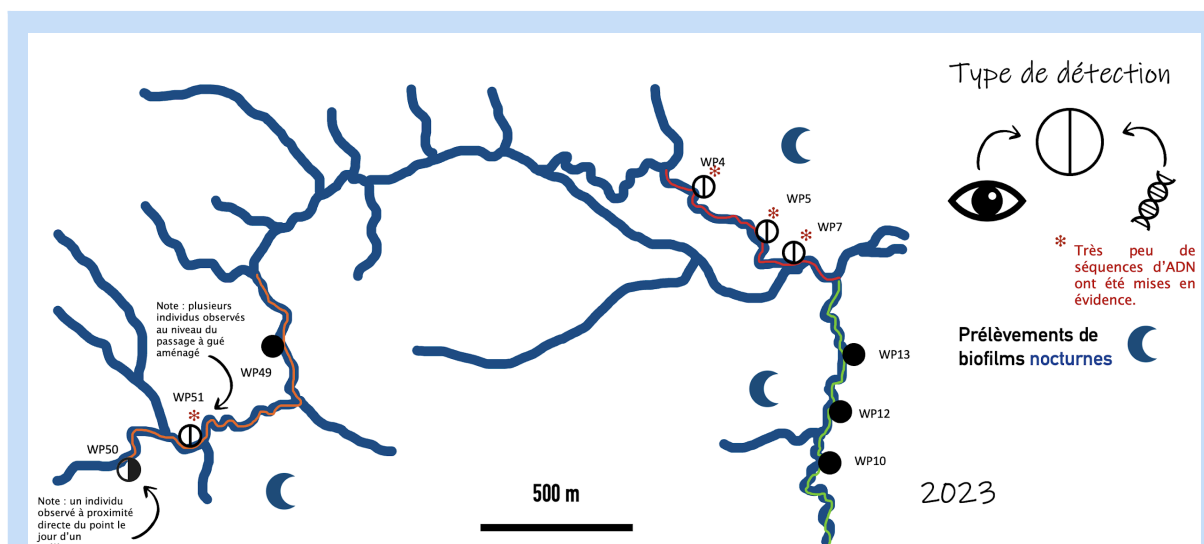 Type de détection
WP4
*
WP5
*
WP7
*
* Très peu de
séquences d'ADN
ont été mises en
évidence.
Note : plusieurs
individus observés
au niveau du
passage à gué
aménagé
Prélèvements de
biofilms nocturnes
WP13
WP49
WP51
*
WP12
WP50
WP10
500 m
2023
Note : un individu
observé à proximité
directe du point le
jour d'un